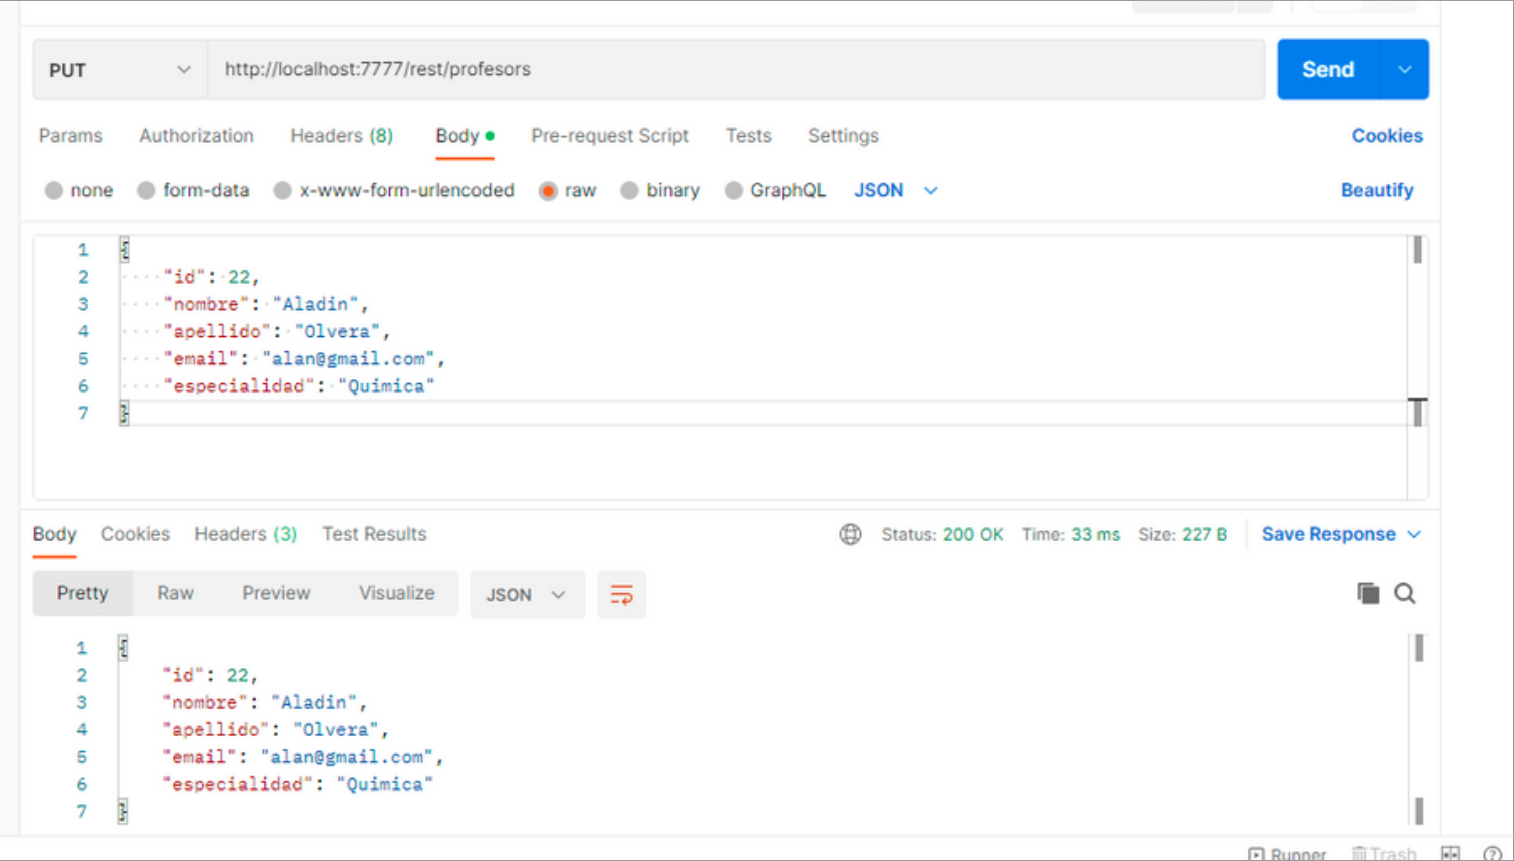 PUT http://localhost:7777/rest/profesors Send
Params Authorization Headers (8) Body Pre-request Script Tests Settings Cookies
none form-data x-www-form-urlencoded raw binary GraphQL JSON Beautify
1 {
2 "id": 22,
3 "nombre": "Aladin",
4 "apellido": "Olvera",
5 "email": "alan@gmail.com",
6 "especialidad": "Quimica"
7 }
Body Cookies Headers (3) Test Results Status: 200 OK Time: 33 ms Size: 227 B Save Response
Pretty Raw Preview Visualize JSON
1 {
2 "id": 22,
3 "nombre": "Aladin",
4 "apellido": "Olvera",
5 "email": "alan@gmail.com",
6 "especialidad": "Quimica"
7 }
Runner Trash